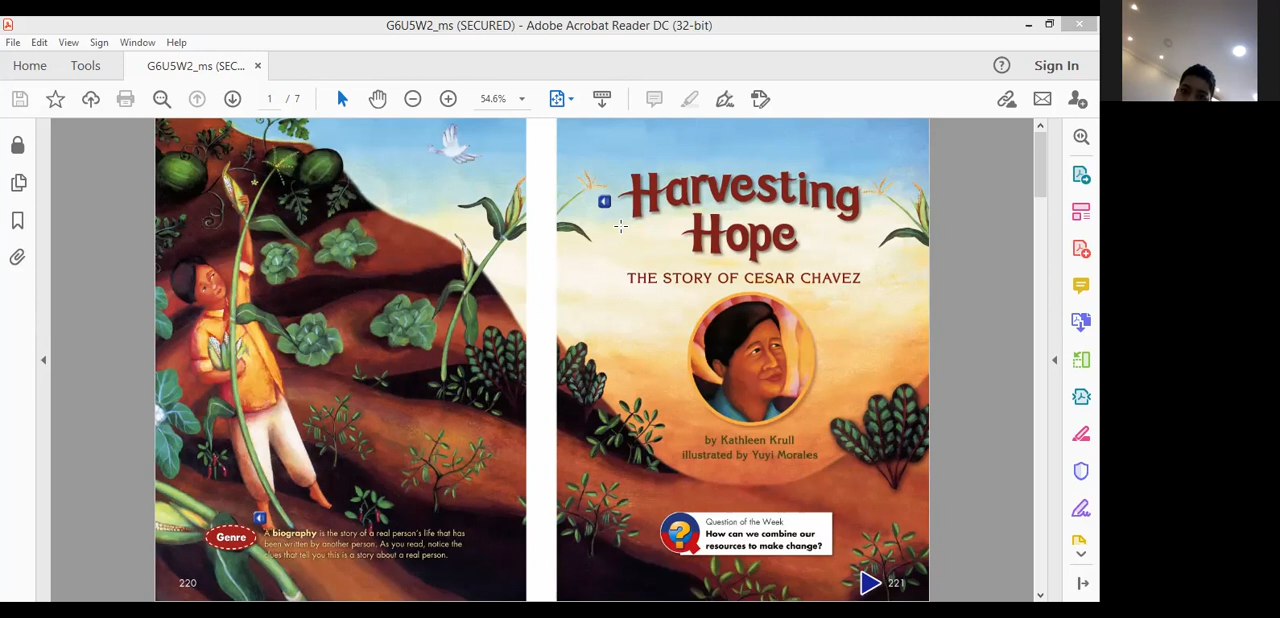 G6U5W2_ms (SECURED) - Adobe Acrobat Reader DC (32-bit)
File Edit View Sign Window Help
Home Tools G6U5W2_ms (SEC... × Sign In
1 / 7 54.6%
Harvesting
Hope
THE STORY OF CESAR CHAVEZ
by Kathleen Krull
illustrated by Yuyi Morales
Genre
A biography is the story of a real person's life that has
been written by another person. As you read, notice the
clues that tell you this is a story about a real person.
220
Question of the Week
How can we combine our
resources to make change?
221